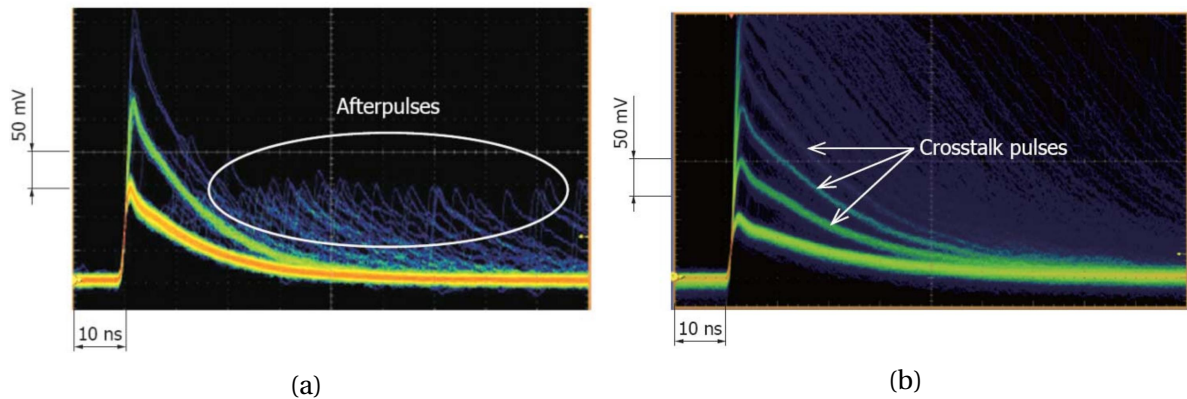 50 mV
Afterpulses
10 ns
(a)
50 mV
Crosstalk pulses
10 ns
(b)